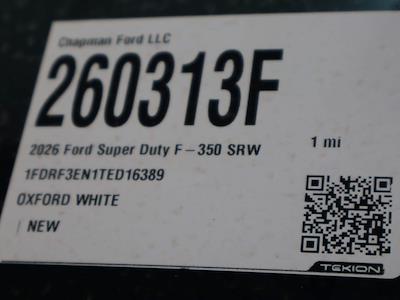 Chapman Ford LLC
260313F
2026 Ford Super Duty F-350 SRW 1 mi
1FDRF3EN1TED16389
OXFORD WHITE
| NEW
TEKION